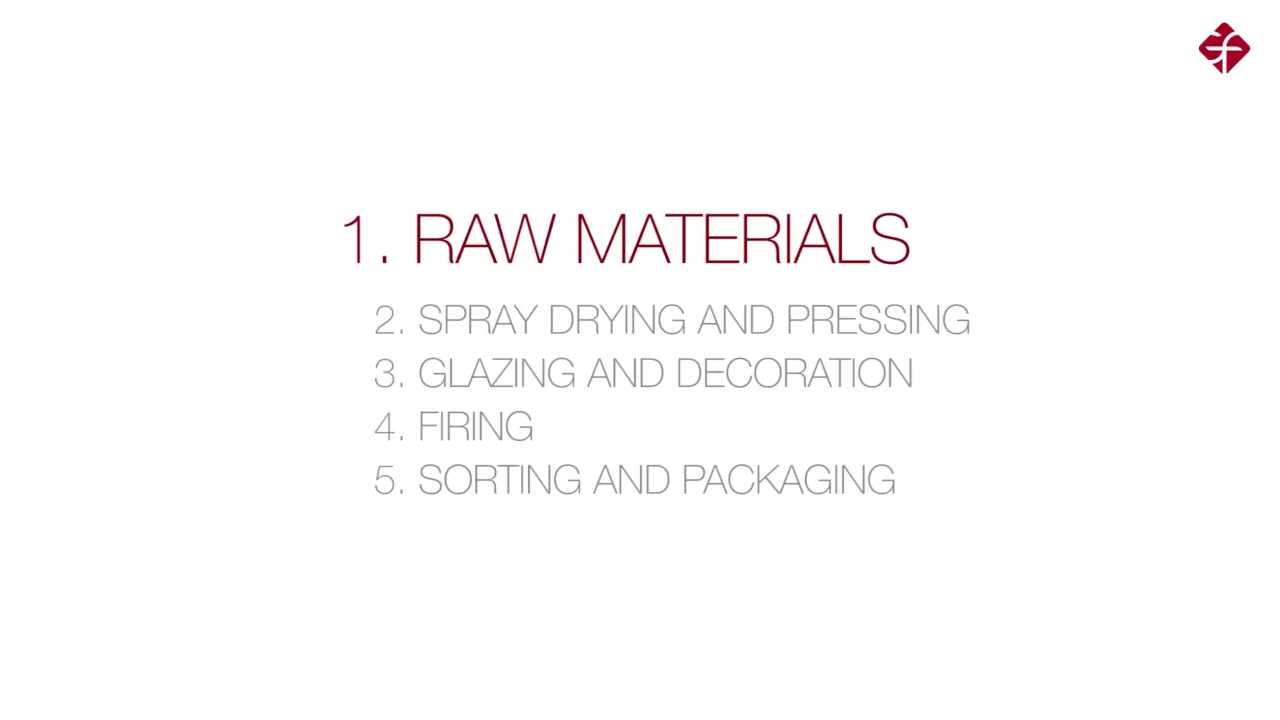 1. RAW MATERIALS
2. SPRAY DRYING AND PRESSING
3. GLAZING AND DECORATION
4. FIRING
5. SORTING AND PACKAGING